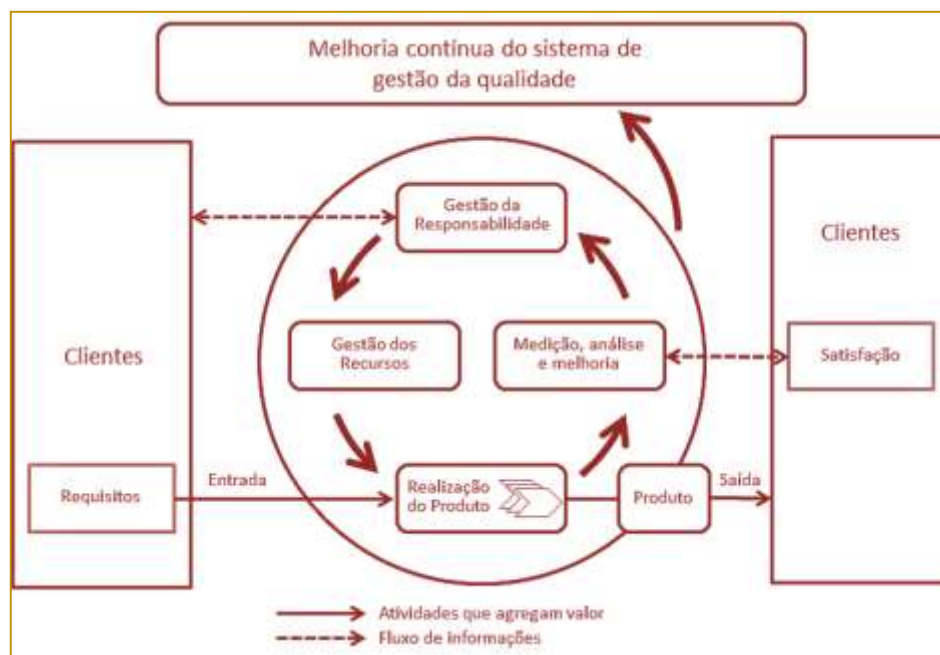 Melhoria contínua do sistema de
gestão da qualidade
Gestão da
Responsabilidade
Clientes
Clientes
Gestão dos
Recursos
Medição, análise
e melhoria
Satisfação
Requisitos
Entrada
Realização
do Produto
Produto
Saída
Atividades que agregam valor
Fluxo de informações